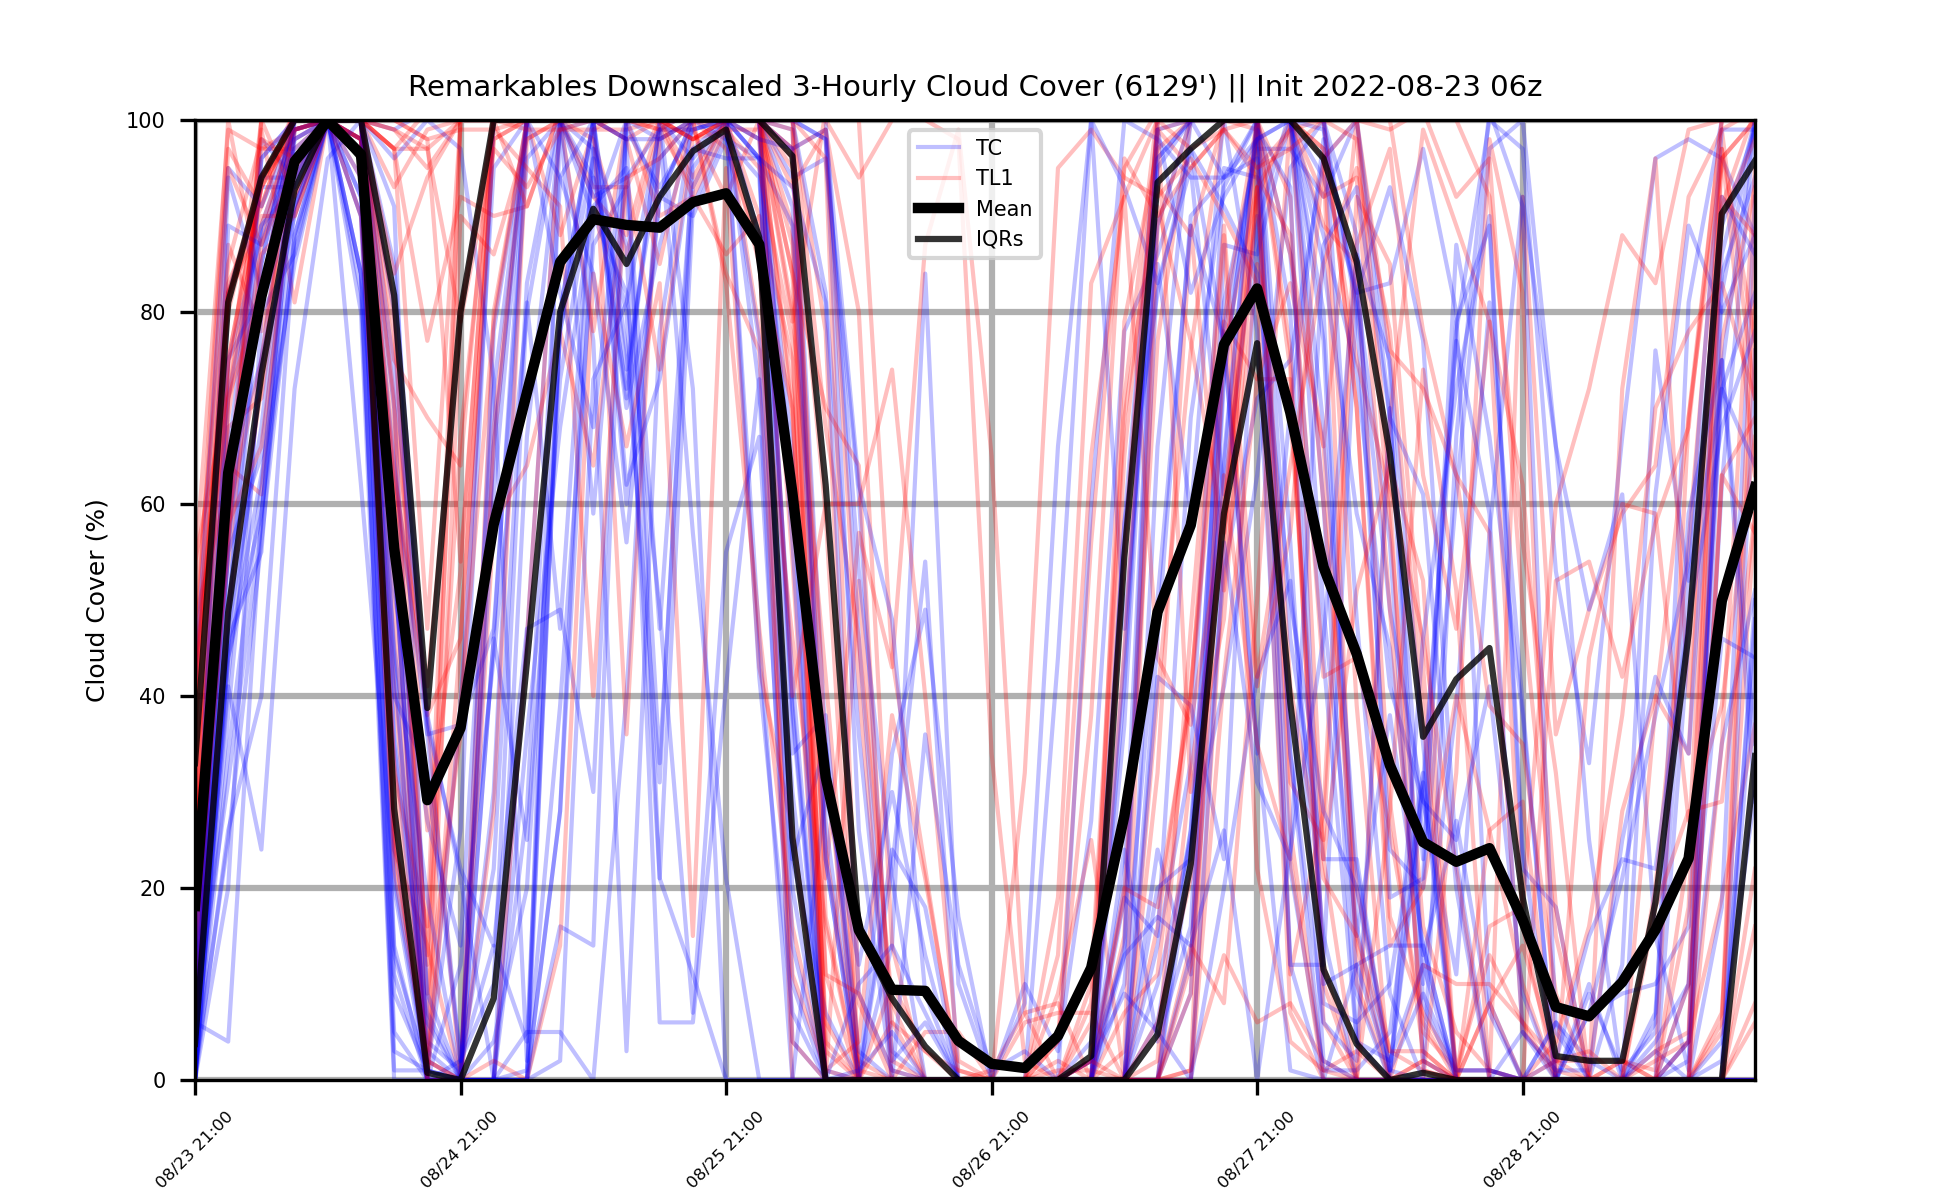 Remarkables Downscaled 3-Hourly Cloud Cover (6129') || Init 2022-08-23 06z
TC
TL1
Mean
IQRs
Cloud Cover (%)
100
80
60
40
20
0
08/23 21:00
08/24 21:00
08/25 21:00
08/26 21:00
08/27 21:00
08/28 21:00